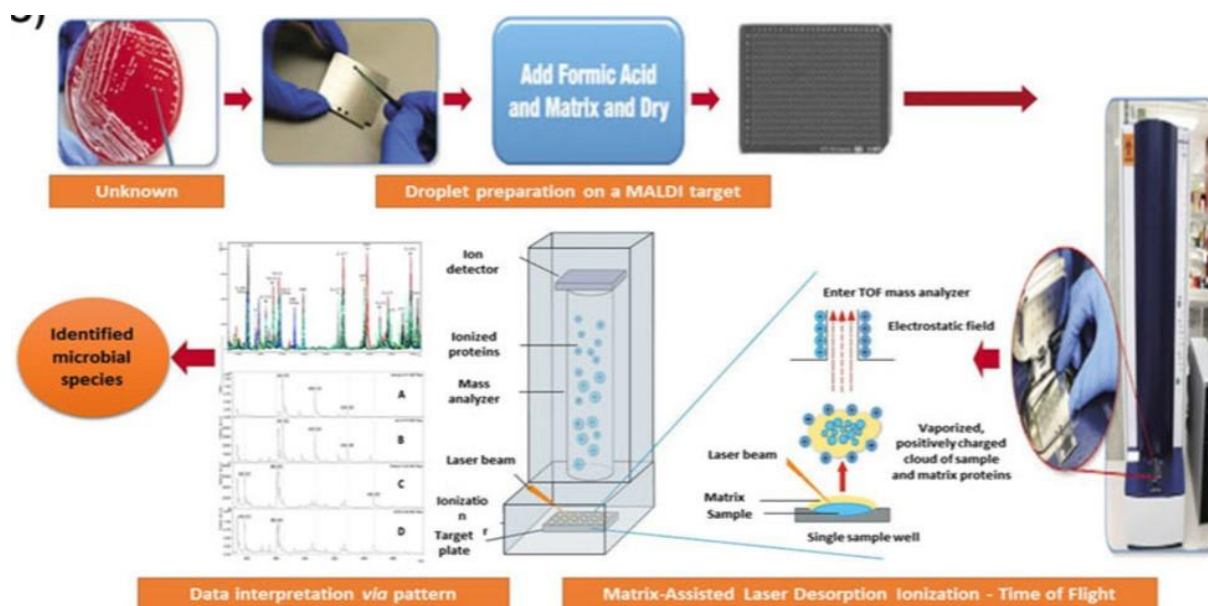 Add Formic Acid
and Matrix and Dry
Unknown
Droplet preparation on a MALDI target
Identified
microbial
species
A
B
C
D
Ion
detector
Ionized
proteins
Mass
analyzer
Laser beam
Ionizatio
n
r
Target
plate
Enter TOF mass analyzer
Electrostatic field
Vaporized,
positively charged
cloud of sample
and matrix proteins
Laser beam
Matrix
Sample
Single sample well
Data interpretation via pattern
Matrix-Assisted Laser Desorption Ionization - Time of Flight